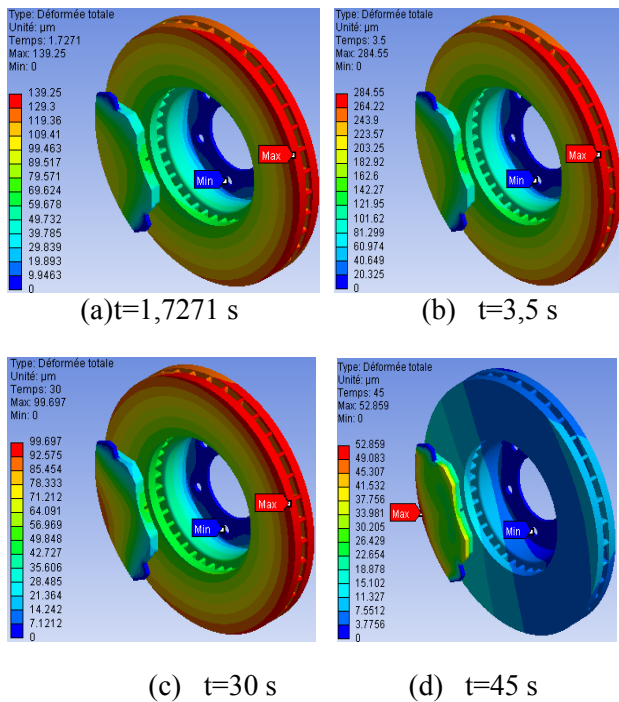 Type: Déformée totale
Unité: µm
Temps: 1.7271
Max: 139.25
Min: 0
139.25
129.3
119.36
109.41
99.463
89.517
79.571
69.624
59.678
49.732
39.785
29.839
19.893
9.9463
0
Max
Min
(a)t=1,7271 s
Type: Déformée totale
Unité: µm
Temps: 3.5
Max: 284.55
Min: 0
284.55
264.22
243.9
223.57
203.25
182.92
162.6
142.27
121.95
101.62
81.299
60.974
40.649
20.325
0
Max
Min
(b) t=3,5 s
Type: Déformée totale
Unité: µm
Temps: 30
Max: 99.697
Min: 0
99.697
92.575
85.454
78.333
71.212
64.091
56.969
49.848
42.727
35.606
28.485
21.364
14.242
7.1212
0
Max
Min
(c) t=30 s
Type: Déformée totale
Unité: µm
Temps: 45
Max: 52.859
Min: 0
52.859
49.083
45.307
41.532
37.756
33.981
30.205
26.429
22.654
18.878
15.102
11.327
7.5512
3.7756
0
Max
Min
(d) t=45 s